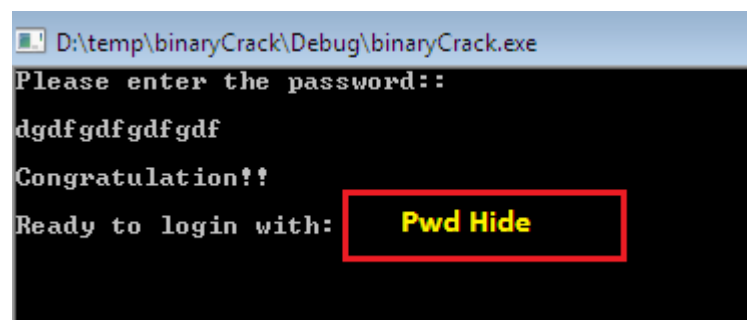 D:\temp\binaryCrack\Debug\binaryCrack.exe
Please enter the password::
dgdfgdfgdfgdf
Congratulation!!
Ready to login with: Pwd Hide